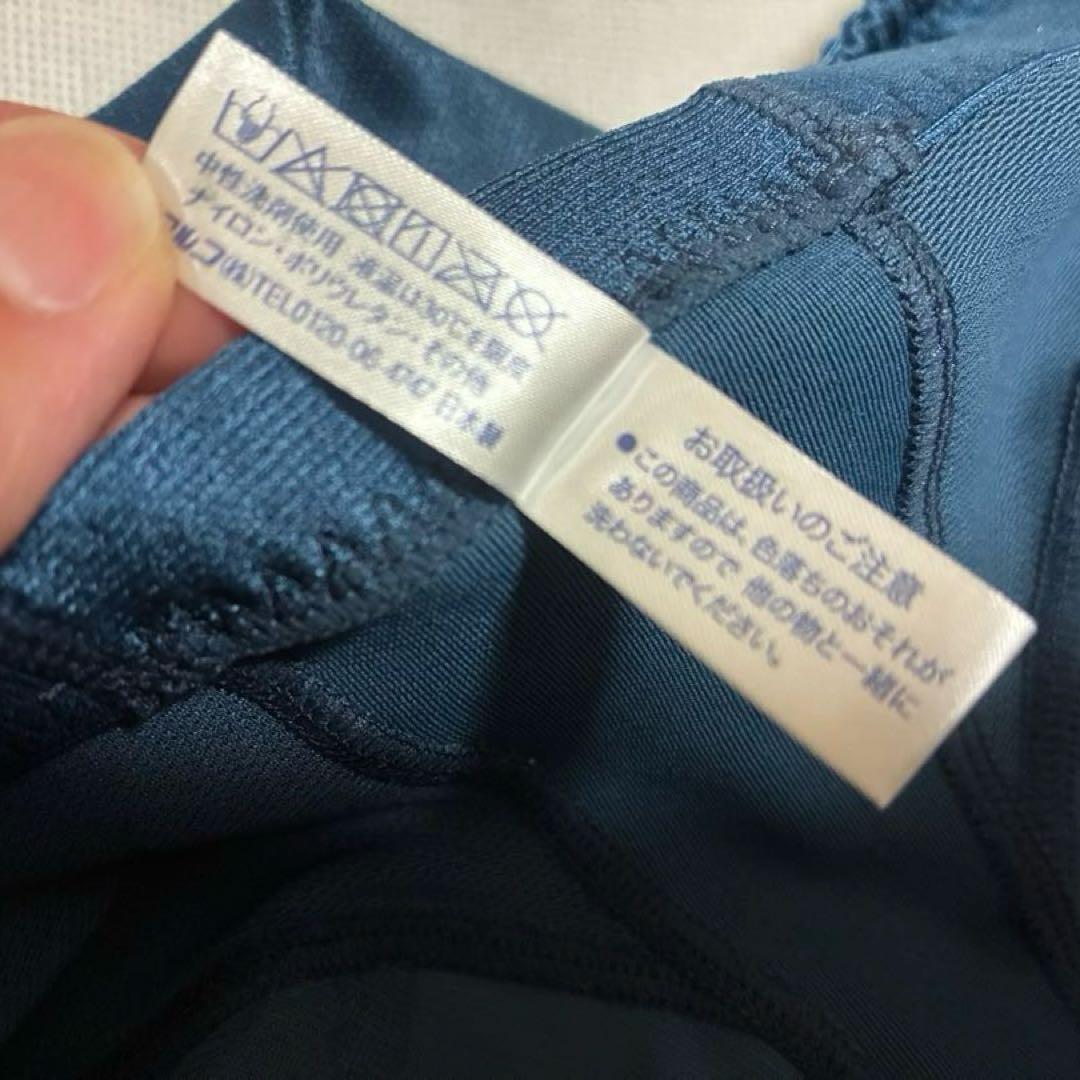 中性洗剤使用 液温は30℃を限度
ナイロン・ポリウレタン・その他
マルコ(株)TEL0120-06-4242 日本製
お取扱いのご注意
●この商品は、色落ちのおそれが
ありますので 他の物と一緒に
洗わないでください。